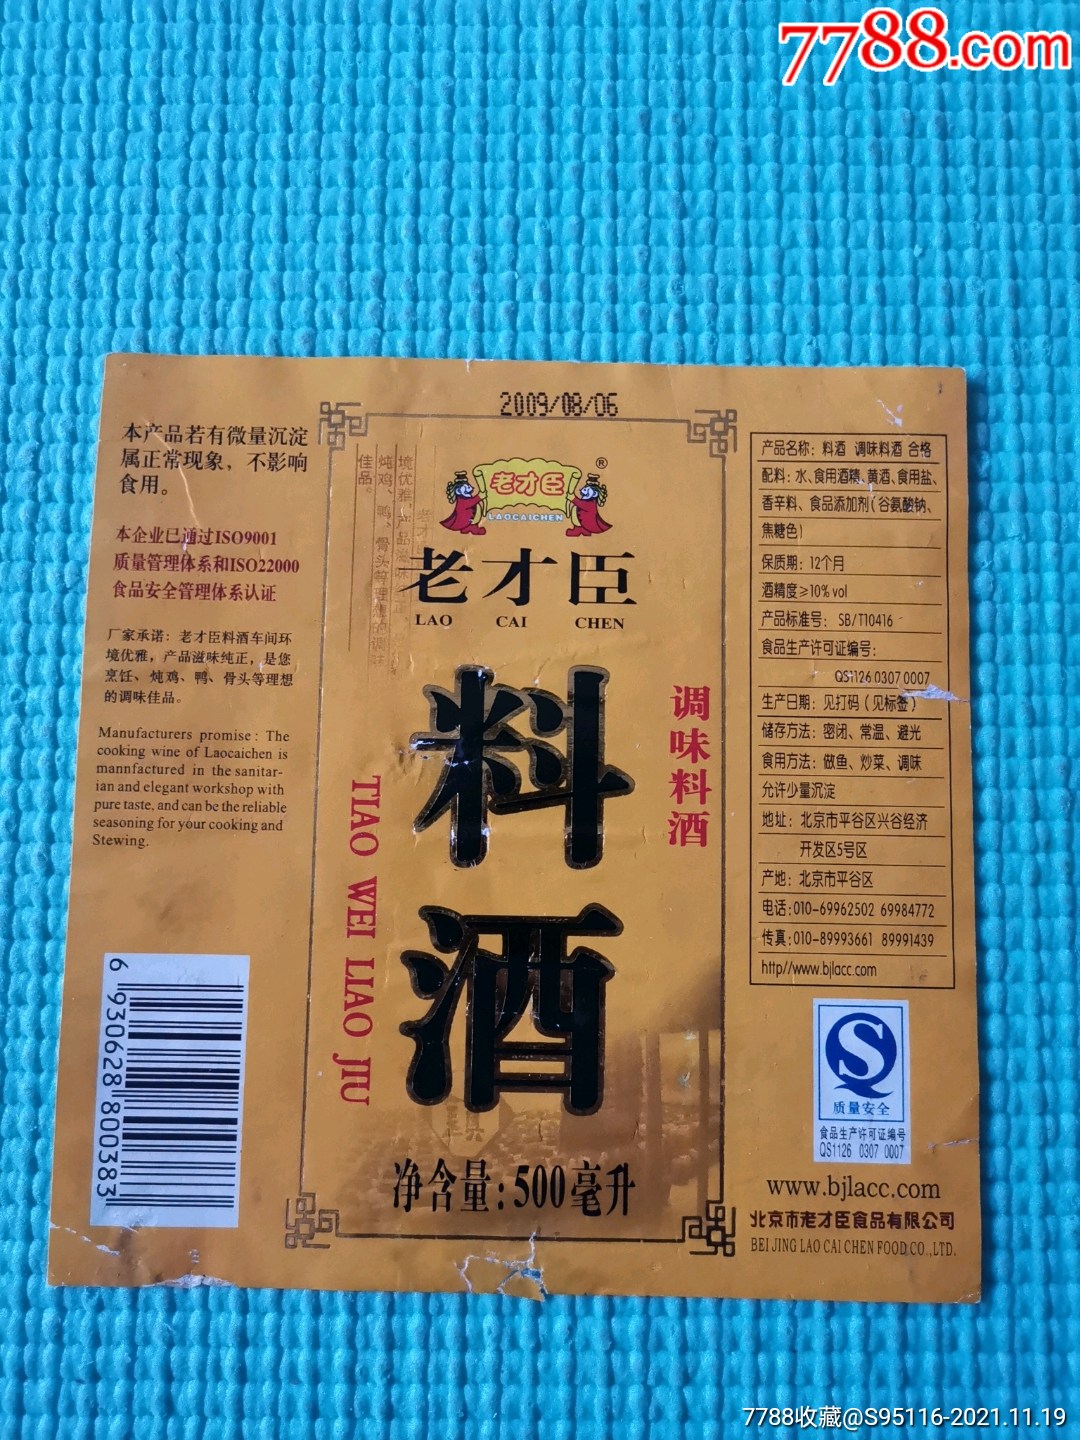 7788.com
2009/08/06
本产品若有微量沉淀
属正常现象，不影响
食用。
本企业已通过ISO9001
质量管理体系和ISO22000
食品安全管理体系认证
厂家承诺：老才臣料酒车间环
境优雅，产品滋味纯正，是您
烹饪、炖鸡、鸭、骨头等理想
的调味佳品。
Manufacturers promise : The
cooking wine of Laocaichen is
mannfactured in the sanitar-
ian and elegant workshop with
pure taste, and can be the reliable
seasoning for your cooking and
Stewing.
6 930628 800383
老才臣
LAOCAICHEN
®
老才臣
LAO CAI CHEN
料酒
调味料酒
TIAO WEI LIAO JIU
净含量:500毫升
产品名称：料酒 调味料酒 合格
配料：水、食用酒精、黄酒、食用盐、
香辛料、食品添加剂(谷氨酸钠、
焦糖色)
保质期：12个月
酒精度≥10% vol
产品标准号：SB/T10416
食品生产许可证编号：
QS1126 0307 0007
生产日期：见打码（见标签）
储存方法：密闭、常温、避光
食用方法：做鱼、炒菜、调味
允许少量沉淀
地址：北京市平谷区兴谷经济
开发区5号区
产地：北京市平谷区
电话:010-69962502 69984772
传真:010-89993661 89991439
http//www.bjlacc.com
质量安全
食品生产许可证编号
QS1126 0307 0007
www.bjlacc.com
北京市老才臣食品有限公司
BEI JING LAO CAI CHEN FOOD CO.,LTD.
7788收藏@S95116-2021.11.19